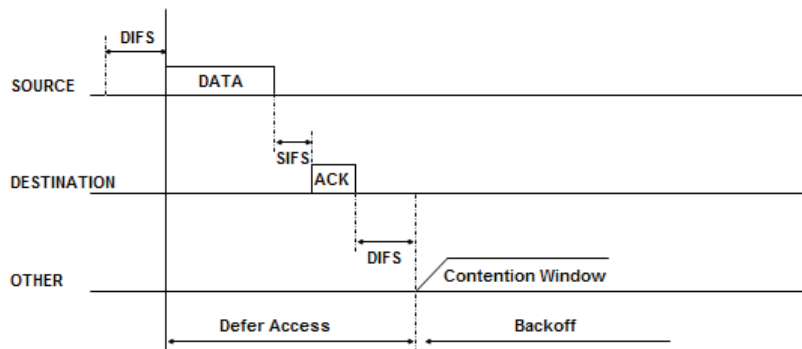 DIFS
SOURCE
DATA
SIFS
DESTINATION
ACK
DIFS
OTHER
Contention Window
Defer Access
Backoff